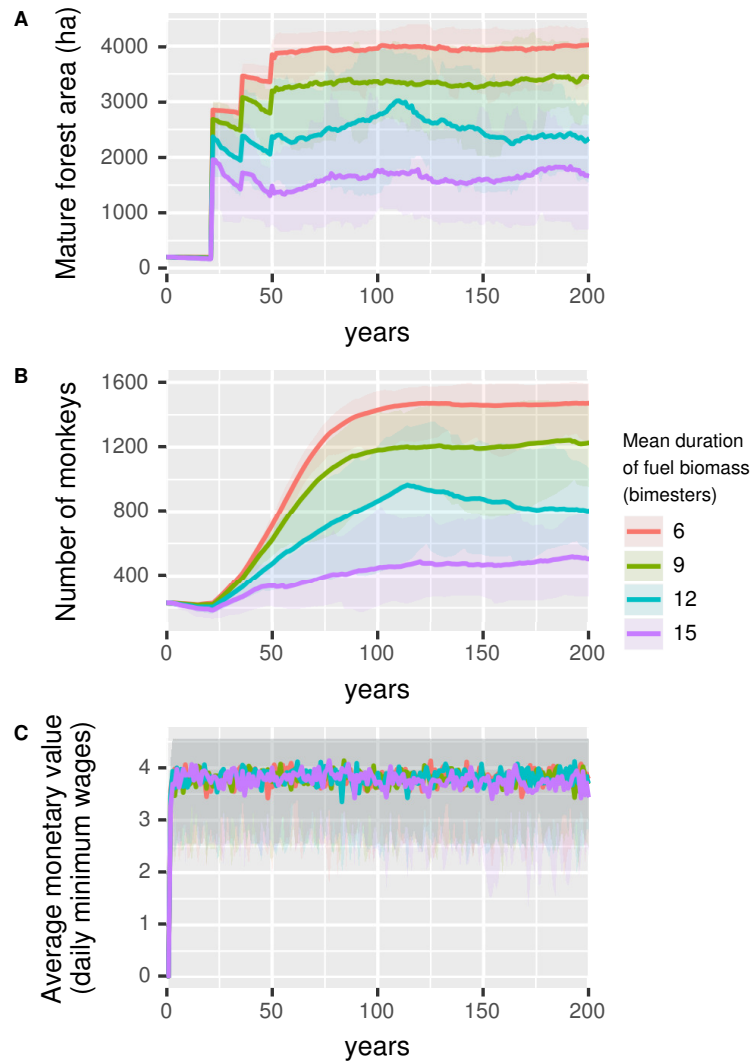 A
Mature forest area (ha)
4000
3000
2000
1000
0
0 50 100 150 200
years
B
Number of monkeys
1600
1200
800
400
0 50 100 150 200
years
Mean duration
of fuel biomass
(bimesters)
6
9
12
15
C
Average monetary value
(daily minimum wages)
4
3
2
1
0
0 50 100 150 200
years